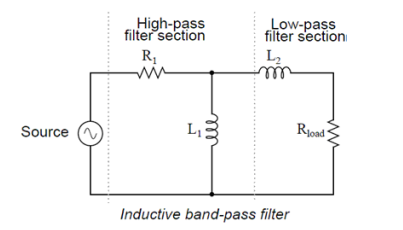 High-pass
filter section
Low-pass
filter section
R1
L2
Source
L1
Rload
Inductive band-pass filter